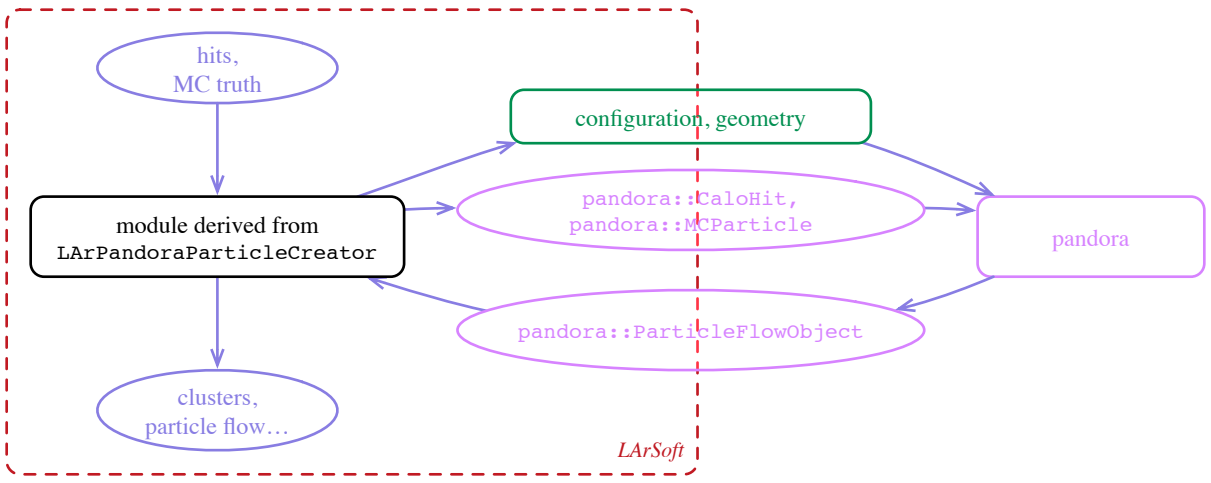 hits,
MC truth
configuration, geometry
pandora::CaloHit,
pandora::MCParticle
module derived from
LArPandoraParticleCreator
pandora
pandora::ParticleFlowObject
clusters,
particle flow…
LArSoft